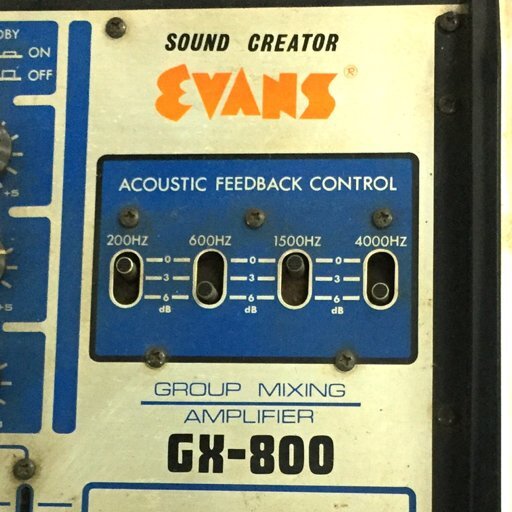 SOUND CREATOR
EVANS®
ON
OFF
ACOUSTIC FEEDBACK CONTROL
200HZ 600HZ 1500HZ 4000HZ
0 0 0
3 3 3
6 6 6
dB dB dB
+5
+5
GROUP MIXING
AMPLIFIER
GX-800